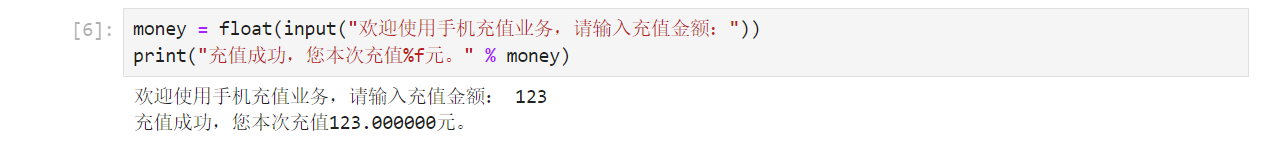 [6]: money = float(input("欢迎使用手机充值业务，请输入充值金额："))
print("充值成功，您本次充值%f元。" % money)
欢迎使用手机充值业务，请输入充值金额： 123
充值成功，您本次充值123.000000元。